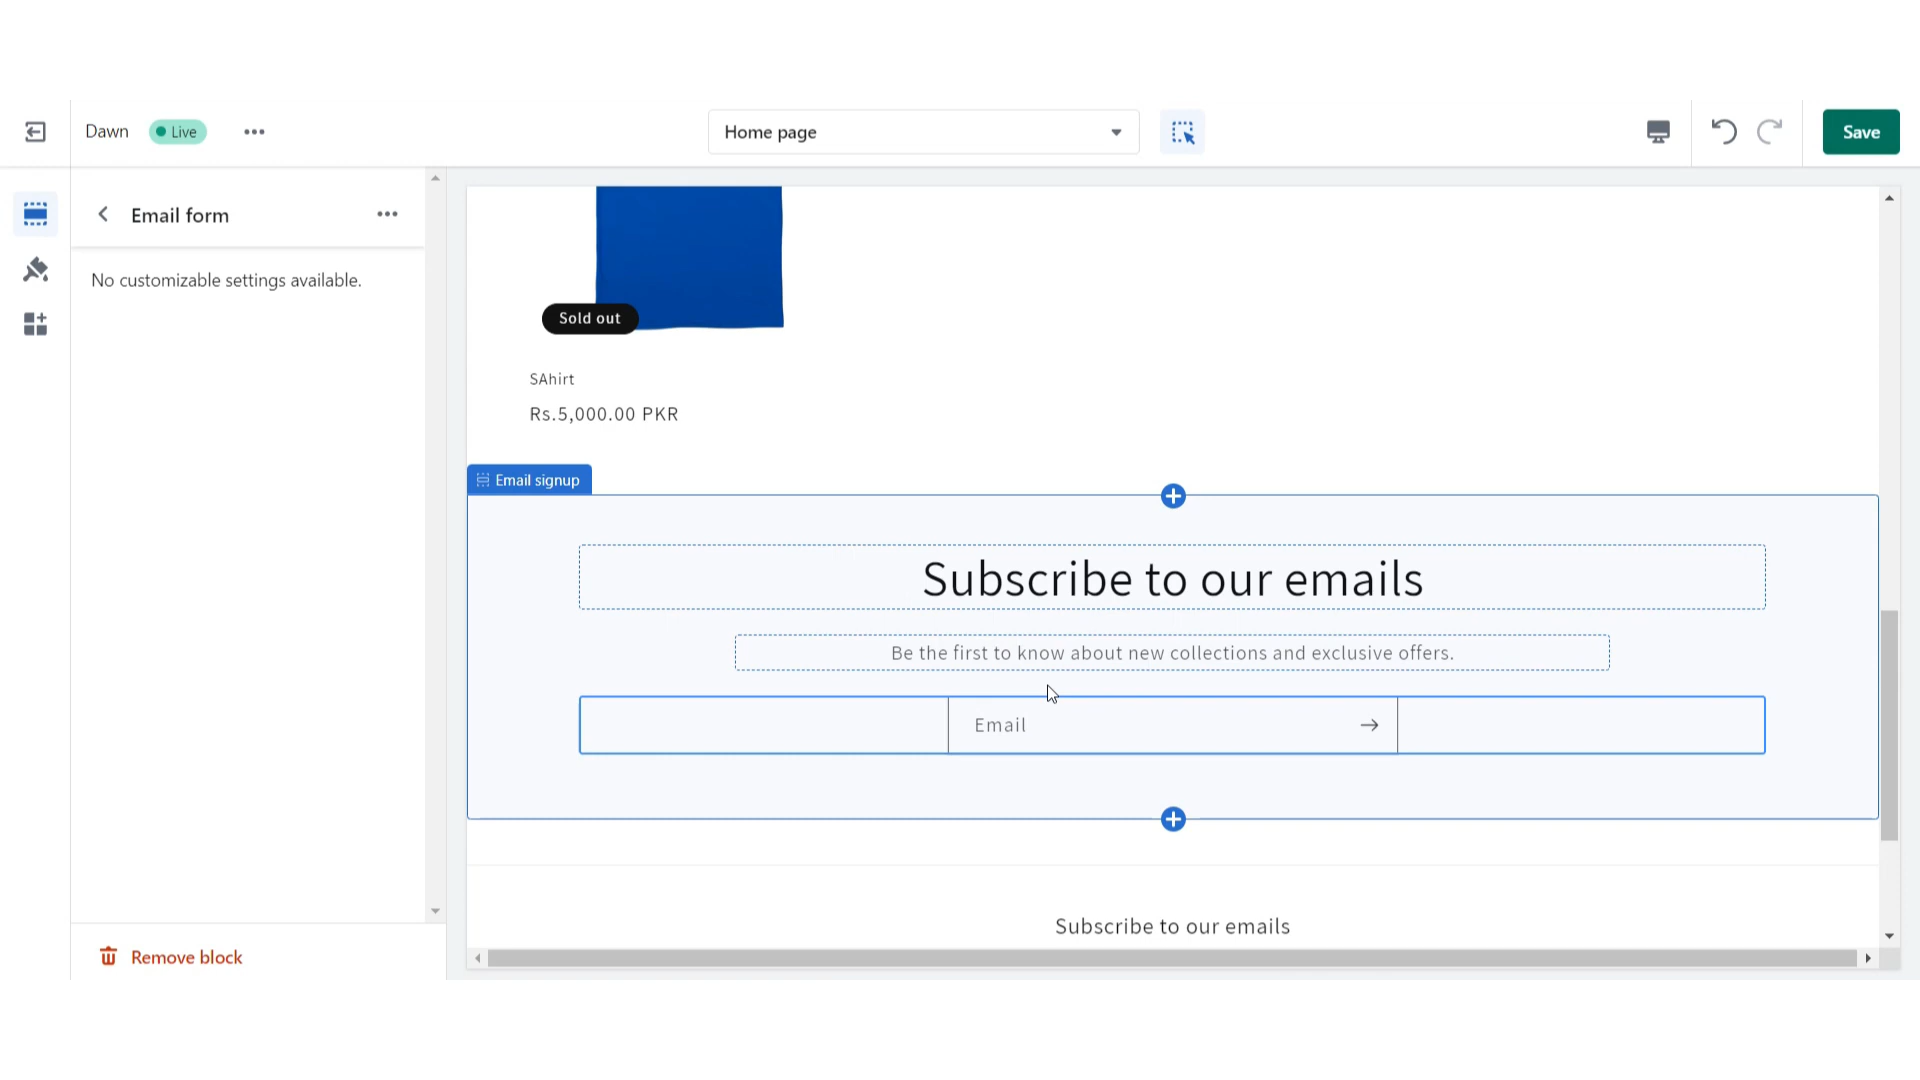 Dawn
Live
Home page
Save
Email form
No customizable settings available.
Sold out
SAhirt
Rs.5,000.00 PKR
Email signup
Subscribe to our emails
Be the first to know about new collections and exclusive offers.
Email
Subscribe to our emails
Remove block